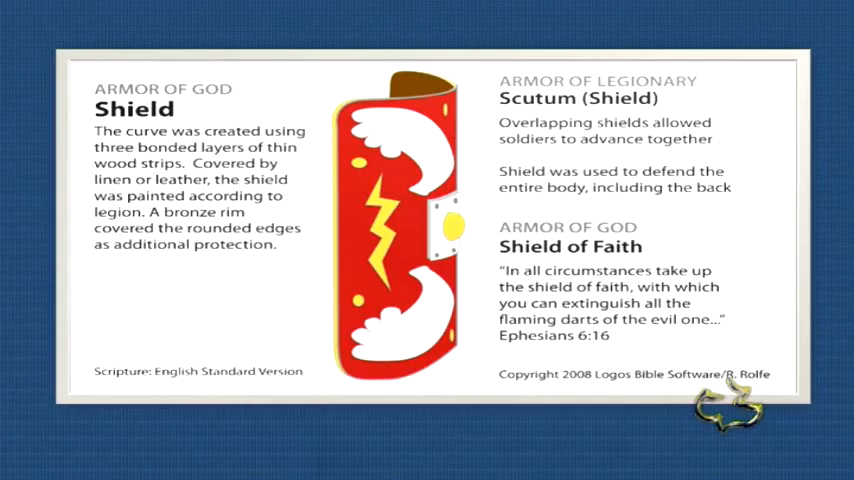 ARMOR OF GOD
Shield
The curve was created using
three bonded layers of thin
wood strips. Covered by
linen or leather, the shield
was painted according to
legion. A bronze rim
covered the rounded edges
as additional protection.
Scripture: English Standard Version
ARMOR OF LEGIONARY
Scutum (Shield)
Overlapping shields allowed
soldiers to advance together
Shield was used to defend the
entire body, including the back
ARMOR OF GOD
Shield of Faith
“In all circumstances take up
the shield of faith, with which
you can extinguish all the
flaming darts of the evil one...”
Ephesians 6:16
Copyright 2008 Logos Bible Software/R. Rolfe